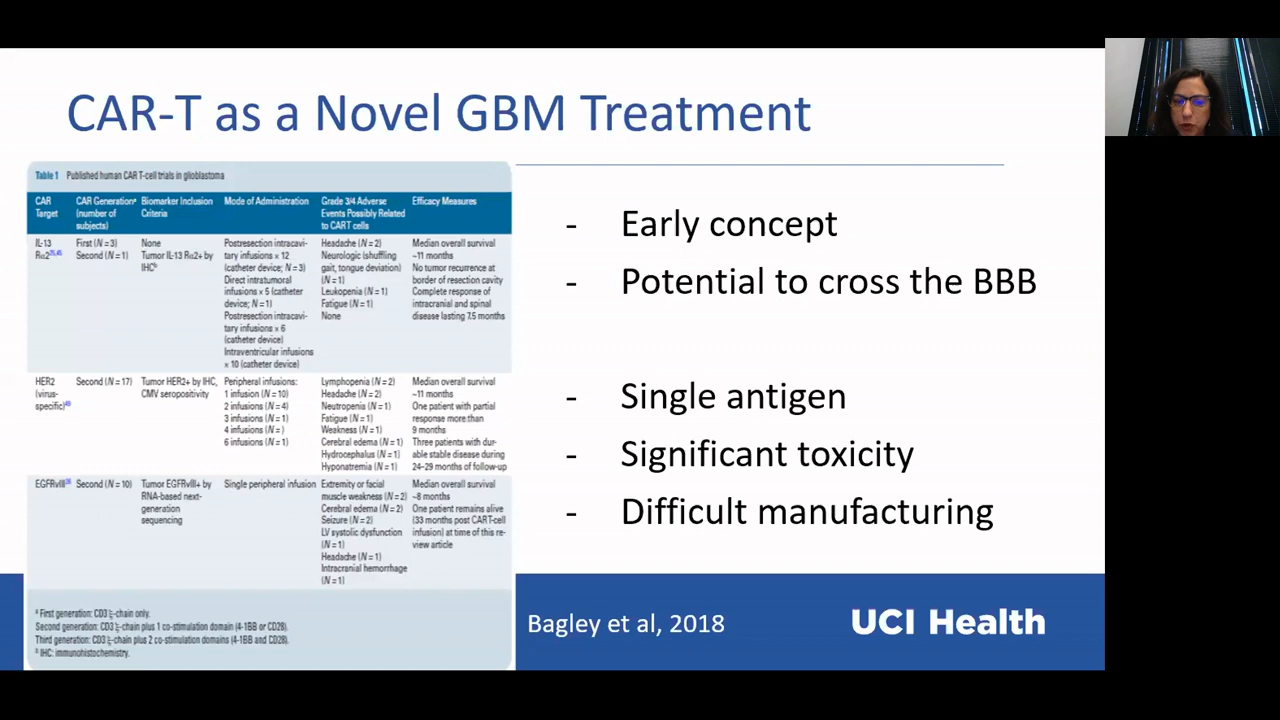 CAR-T as a Novel GBM Treatment
Table 1 Published human CAR T-cell trials in glioblastoma
CAR Target
CAR Generationᵃ (number of subjects)
Biomarker Inclusion Criteria
Mode of Administration
Grade 3/4 Adverse Events Possibly Related to CART cells
Efficacy Measures
IL-13
Rα2
First (N = 3)
Second (N = 1)
None
Tumor IL-13 Rα2+ by
IHCᵇ
Postresection intracavi-
tary infusions × 12
(catheter device; N = 3)
Direct intratumoral
infusions × 5 (catheter
device; N = 1)
Postresection intracavi-
tary infusions × 6
(catheter device)
Intraventricular infusions
× 10 (catheter device)
Headache (N = 2)
Neurologic (shuffling
gait, tongue deviation)
(N = 1)
Leukopenia (N = 1)
Fatigue (N = 1)
None
Median overall survival
~11 months
No tumor recurrence at
border of resection cavity
Complete response of
intracranial and spinal
disease lasting 7.5 months
HER2
(virus-
specific)
Second (N = 17)
Tumor HER2+ by IHC,
CMV seropositivity
Peripheral infusions:
1 infusion (N = 10)
2 infusions (N = 4)
3 infusions (N = 1)
4 infusions (N = )
6 infusions (N = 1)
Lymphopenia (N = 2)
Headache (N = 2)
Neutropenia (N = 1)
Fatigue (N = 1)
Weakness (N = 1)
Cerebral edema (N = 1)
Hydrocephalus (N = 1)
Hyponatremia (N = 1)
Median overall survival
~11 months
One patient with partial
response more than
9 months
Three patients with dur-
able stable disease during
24–29 months of follow-up
EGFRvIII
Second (N = 10)
Tumor EGFRvIII+ by
RNA-based next-
generation
sequencing
Single peripheral infusion
Extremity or facial
muscle weakness (N = 2)
Cerebral edema (N = 2)
Seizure (N = 2)
LV systolic dysfunction
(N = 1)
Headache (N = 1)
Intracranial hemorrhage
(N = 1)
Median overall survival
~8 months
One patient remains alive
(33 months post CART-cell
infusion) at time of this re-
view article
ᵃ First generation: CD3 ξ-chain only.
Second generation: CD3 ξ-chain plus 1 co-stimulation domain (4-1BB or CD28).
Third generation: CD3 ξ-chain plus 2 co-stimulation domains (4-1BB and CD28).
ᵇ IHC: immunohistochemistry.
- Early concept
- Potential to cross the BBB
- Single antigen
- Significant toxicity
- Difficult manufacturing
Bagley et al, 2018
UCI Health